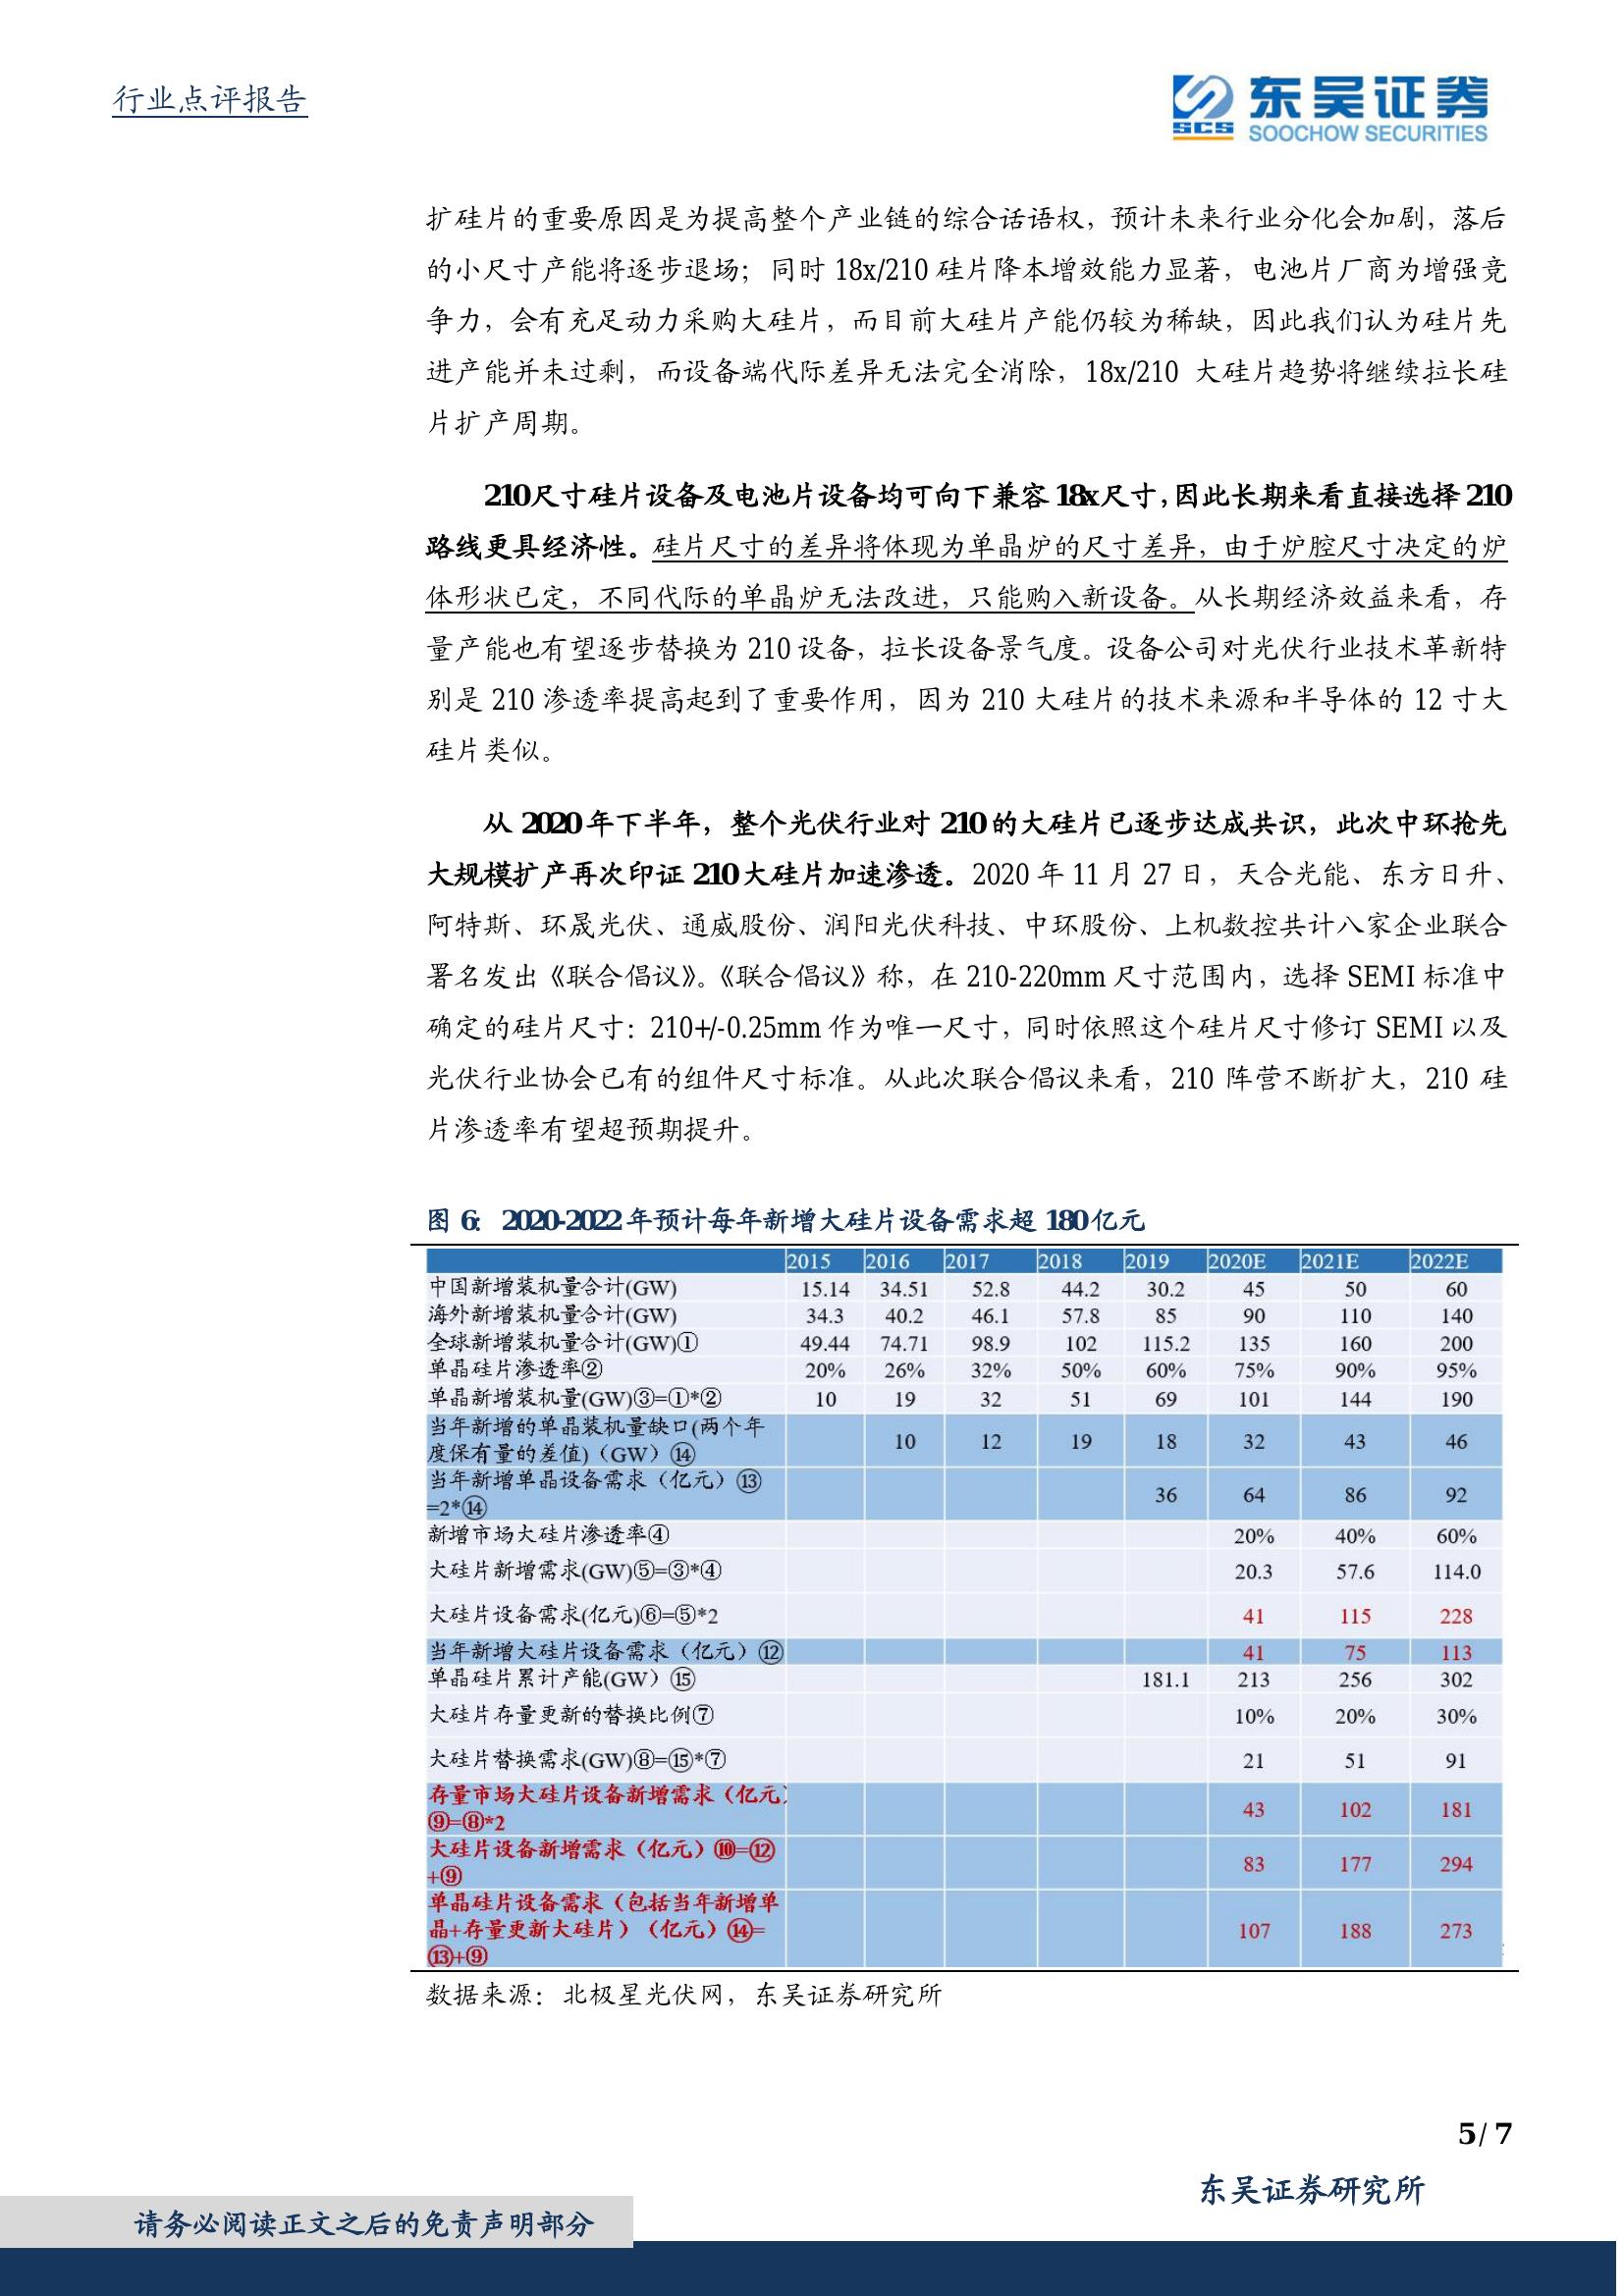 行业点评报告
东吴证券
SCS
SOOCHOW SECURITIES
扩硅片的重要原因是为提高整个产业链的综合话语权，预计未来行业分化会加剧，落后
的小尺寸产能将逐步退场；同时 18x/210 硅片降本增效能力显著，电池片厂商为增强竞
争力，会有充足动力采购大硅片，而目前大硅片产能仍较为稀缺，因此我们认为硅片先
进产能并未过剩，而设备端代际差异无法完全消除，18x/210 大硅片趋势将继续拉长硅
片扩产周期。
210尺寸硅片设备及电池片设备均可向下兼容 18x尺寸，因此长期来看直接选择 210
路线更具经济性。硅片尺寸的差异将体现为单晶炉的尺寸差异，由于炉腔尺寸决定的炉
体形状已定，不同代际的单晶炉无法改进，只能购入新设备。从长期经济效益来看，存
量产能也有望逐步替换为 210 设备，拉长设备景气度。设备公司对光伏行业技术革新特
别是 210 渗透率提高起到了重要作用，因为 210 大硅片的技术来源和半导体的 12 寸大
硅片类似。
从 2020年下半年，整个光伏行业对 210的大硅片已逐步达成共识，此次中环抢先
大规模扩产再次印证 210大硅片加速渗透。2020 年 11 月 27 日，天合光能、东方日升、
阿特斯、环晟光伏、通威股份、润阳光伏科技、中环股份、上机数控共计八家企业联合
署名发出《联合倡议》。《联合倡议》称，在 210-220mm 尺寸范围内，选择 SEMI 标准中
确定的硅片尺寸：210+/-0.25mm 作为唯一尺寸，同时依照这个硅片尺寸修订 SEMI 以及
光伏行业协会已有的组件尺寸标准。从此次联合倡议来看，210 阵营不断扩大，210 硅
片渗透率有望超预期提升。
图 6： 2020-2022年预计每年新增大硅片设备需求超 180亿元
2015 2016 2017 2018 2019 2020E 2021E 2022E
中国新增装机量合计(GW) 15.14 34.51 52.8 44.2 30.2 45 50 60
海外新增装机量合计(GW) 34.3 40.2 46.1 57.8 85 90 110 140
全球新增装机量合计(GW)① 49.44 74.71 98.9 102 115.2 135 160 200
单晶硅片渗透率② 20% 26% 32% 50% 60% 75% 90% 95%
单晶新增装机量(GW)③=①*② 10 19 32 51 69 101 144 190
当年新增的单晶装机量缺口(两个年
度保有量的差值)（GW）⑭ 10 12 19 18 32 43 46
当年新增单晶设备需求（亿元）⑬
=2*⑭ 36 64 86 92
新增市场大硅片渗透率④ 20% 40% 60%
大硅片新增需求(GW)⑤=③*④ 20.3 57.6 114.0
大硅片设备需求(亿元)⑥=⑤*2 41 115 228
当年新增大硅片设备需求（亿元）⑫ 41 75 113
单晶硅片累计产能(GW）⑮ 181.1 213 256 302
大硅片存量更新的替换比例⑦ 10% 20% 30%
大硅片替换需求(GW)⑧=⑮*⑦ 21 51 91
存量市场大硅片设备新增需求（亿元）
⑨=⑧*2 43 102 181
大硅片设备新增需求（亿元）⑩=⑫
+⑨ 83 177 294
单晶硅片设备需求（包括当年新增单
晶+存量更新大硅片）（亿元）⑭=
⑬+⑨ 107 188 273
数据来源：北极星光伏网，东吴证券研究所
5 / 7
东吴证券研究所
请务必阅读正文之后的免责声明部分